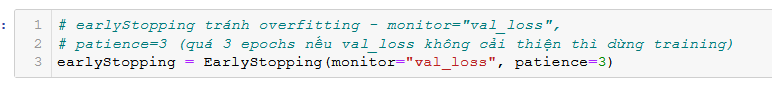 1 # earlyStopping tránh overfitting - monitor="val_loss",
2 # patience=3 (quá 3 epochs nếu val_loss không cải thiện thì dừng training)
3 earlyStopping = EarlyStopping(monitor="val_loss", patience=3)